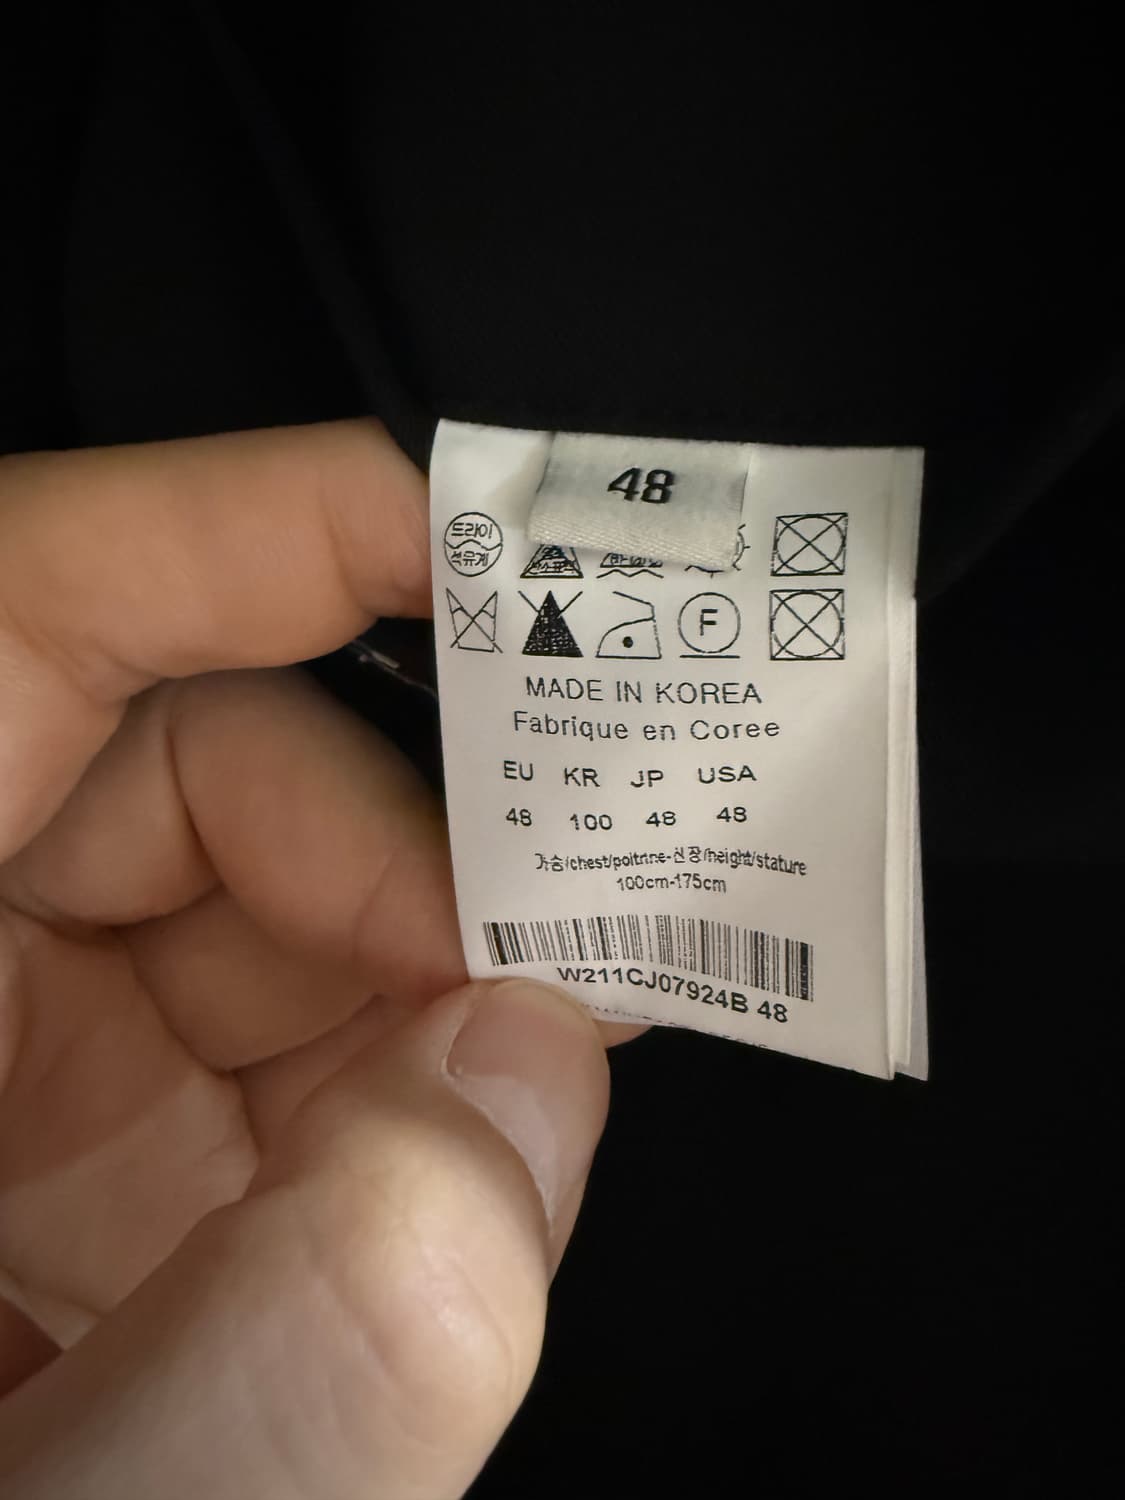 48
드라이
석유계
F
MADE IN KOREA
Fabrique en Coree
EU KR JP USA
48 100 48 48
가슴/chest/poitrine-신장/height/stature
100cm-175cm
W211CJ07924B 48